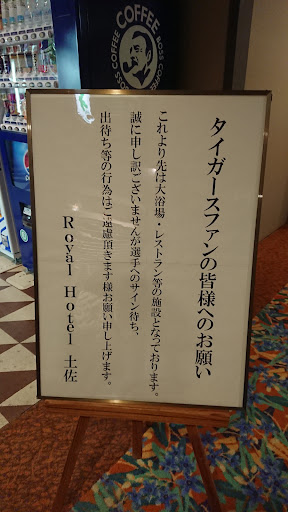 COFFEE
BOSS COFFEE
BOSS COFFEE
タイガースファンの皆様へのお願い
これより先は大浴場・レストラン等の施設となっております。
誠に申し訳ございませんが選手へのサイン待ち、
出待ち等の行為はご遠慮頂きます様お願い申し上げます。
Royal Hotel 土佐